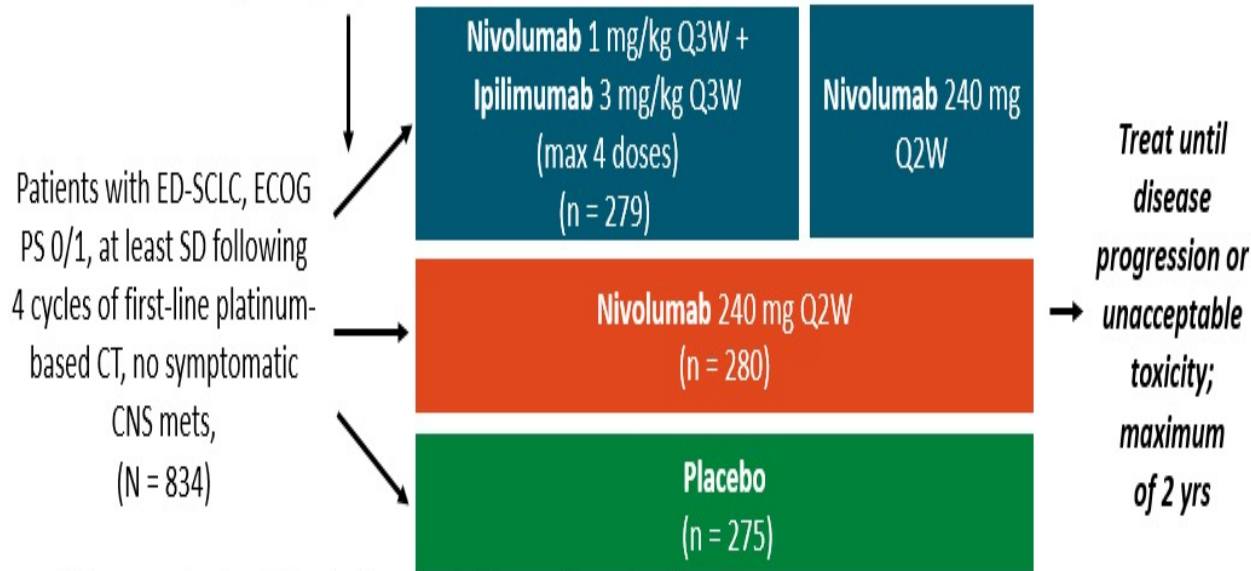 Patients with ED-SCLC, ECOG
PS 0/1, at least SD following
4 cycles of first-line platinum-
based CT, no symptomatic
CNS mets,
(N = 834)
Nivolumab 1 mg/kg Q3W +
Ipilimumab 3 mg/kg Q3W
(max 4 doses)
(n = 279)
Nivolumab 240 mg
Q2W
Nivolumab 240 mg Q2W
(n = 280)
Placebo
(n = 275)
Treat until
disease
progression or
unacceptable
toxicity;
maximum
of 2 yrs